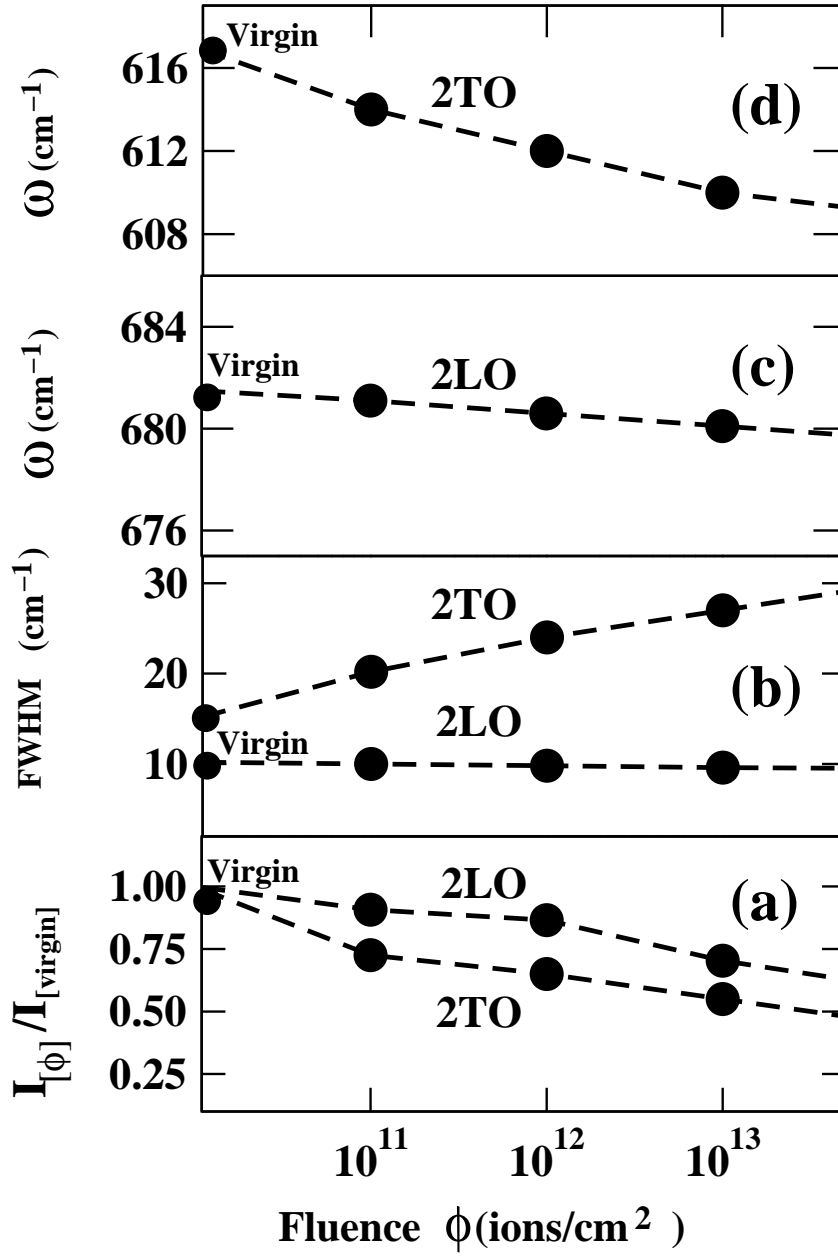 Virgin
616
2TO
(d)
612
608
ω (cm⁻¹)
684
Virgin
2LO
(c)
680
676
ω (cm⁻¹)
30
2TO
20
(b)
2LO
Virgin
10
FWHM (cm⁻¹)
Virgin
1.00
2LO
(a)
0.75
0.50
2TO
0.25
I[ϕ] /I[virgin]
10¹¹ 10¹² 10¹³
Fluence ϕ(ions/cm²)